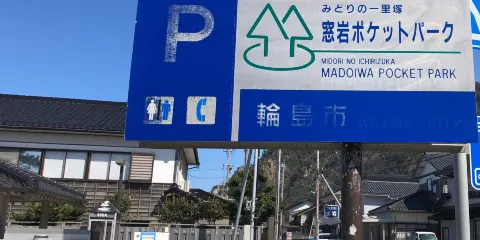 P
みどりの一里塚
窓岩ポケットパーク
MIDORI NO ICHIRIZUKA
MADOIWA POCKET PARK
輪島市